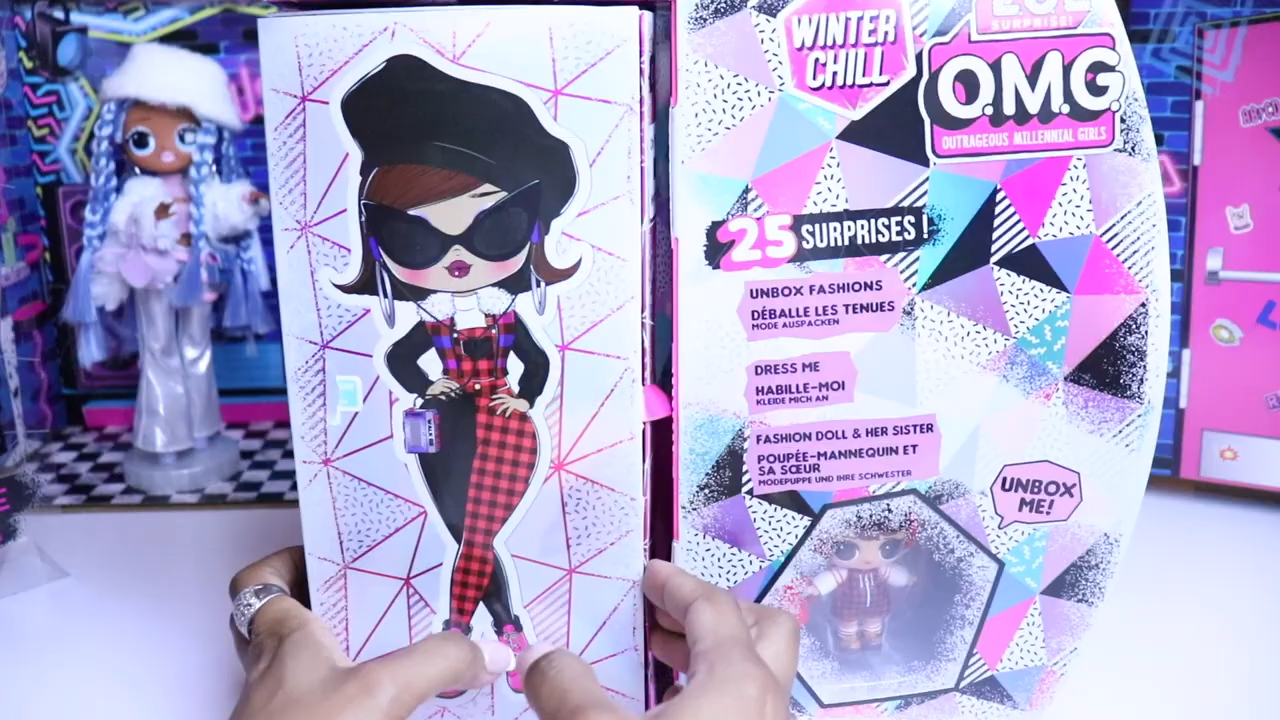 WINTER
CHILL
L.O.L.
SURPRISE!
O.M.G.
OUTRAGEOUS MILLENNIAL GIRLS
25 SURPRISES!
UNBOX FASHIONS
DÉBALLE LES TENUES
MODE AUSPACKEN
DRESS ME
HABILLE-MOI
KLEIDE MICH AN
FASHION DOLL & HER SISTER
POUPÉE-MANNEQUIN ET
SA SŒUR
MODEPUPPE UND IHRE SCHWESTER
UNBOX
ME!